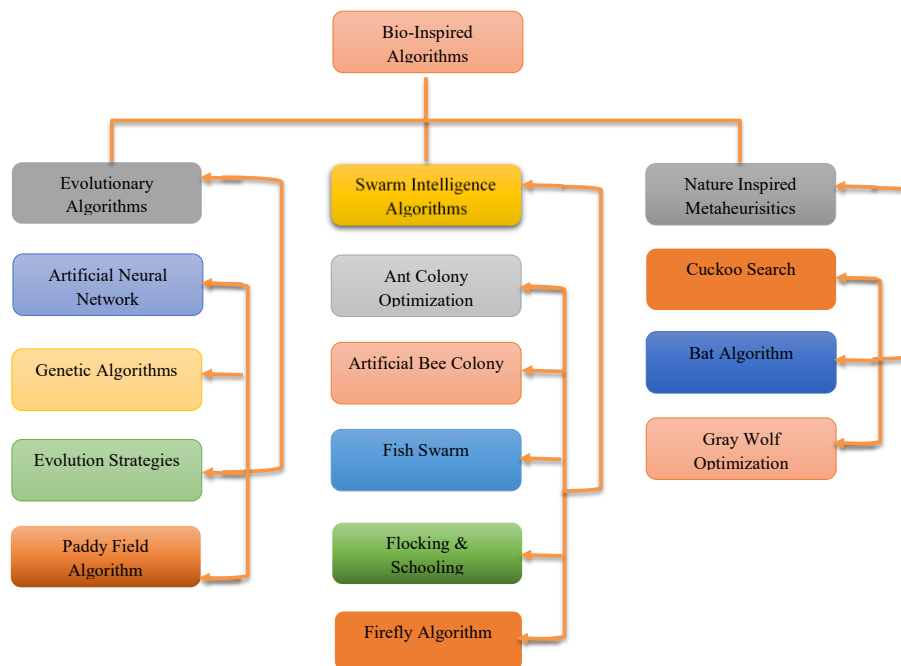 Bio-Inspired
Algorithms
Evolutionary
Algorithms
Artificial Neural
Network
Genetic Algorithms
Evolution Strategies
Paddy Field
Algorithm
Swarm Intelligence
Algorithms
Ant Colony
Optimization
Artificial Bee Colony
Fish Swarm
Flocking &
Schooling
Firefly Algorithm
Nature Inspired
Metaheurisitics
Cuckoo Search
Bat Algorithm
Gray Wolf
Optimization